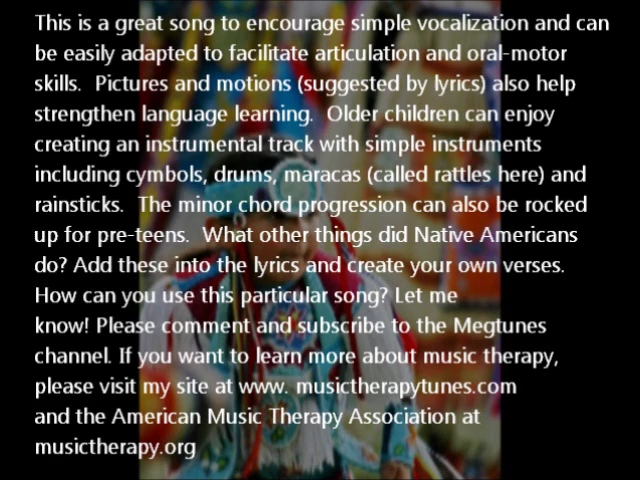 This is a great song to encourage simple vocalization and can
be easily adapted to facilitate articulation and oral-motor
skills.  Pictures and motions (suggested by lyrics) also help
strengthen language learning.  Older children can enjoy
creating an instrumental track with simple instruments
including cymbols, drums, maracas (called rattles here) and
rainsticks.  The minor chord progression can also be rocked
up for pre-teens.  What other things did Native Americans
do? Add these into the lyrics and create your own verses.
How can you use this particular song? Let me
know! Please comment and subscribe to the Megtunes
channel. If you want to learn more about music therapy,
please visit my site at www. musictherapytunes.com
and the American Music Therapy Association at
musictherapy.org